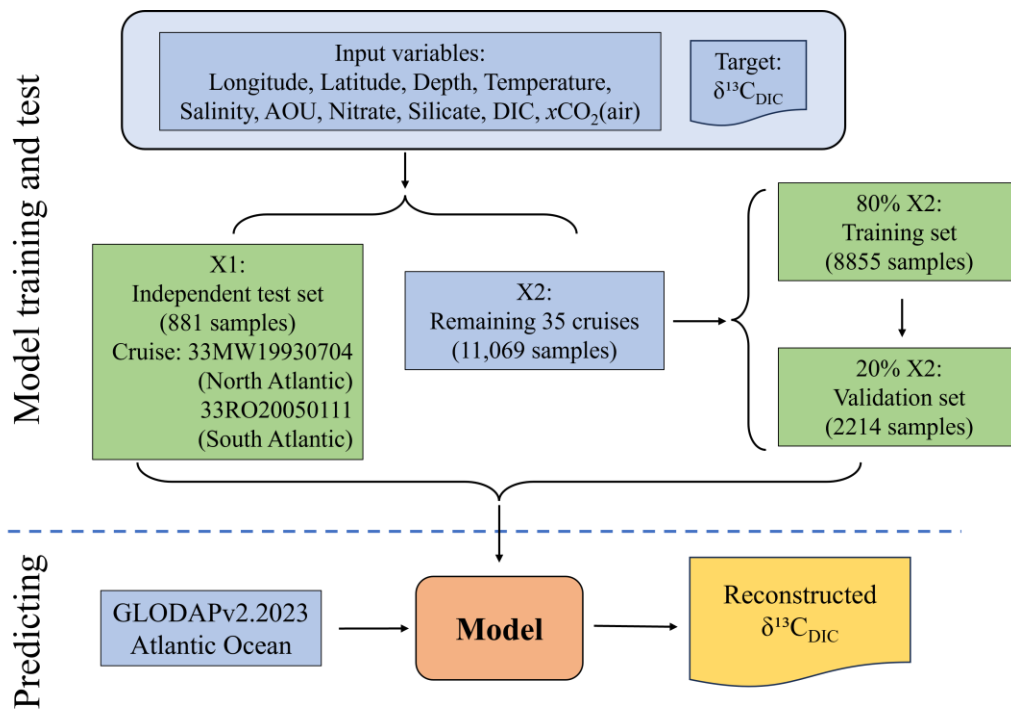 Model training and test
Input variables:
Longitude, Latitude, Depth, Temperature,
Salinity, AOU, Nitrate, Silicate, DIC, xCO₂(air)
Target:
δ¹³C_DIC
X1:
Independent test set
(881 samples)
Cruise: 33MW19930704
(North Atlantic)
33RO20050111
(South Atlantic)
X2:
Remaining 35 cruises
(11,069 samples)
80% X2:
Training set
(8855 samples)
20% X2:
Validation set
(2214 samples)
Predicting
GLODAPv2.2023
Atlantic Ocean
Model
Reconstructed
δ¹³C_DIC